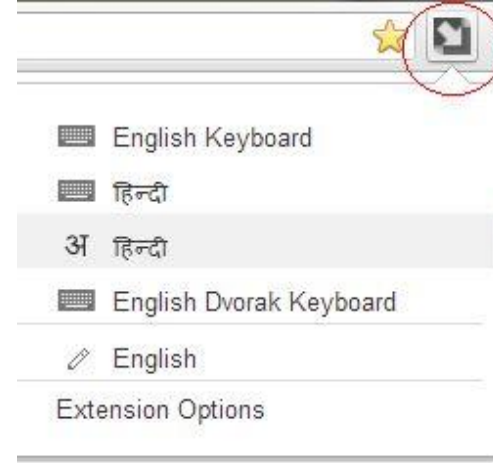 English Keyboard
हिन्दी
अ हिन्दी
English Dvorak Keyboard
English
Extension Options